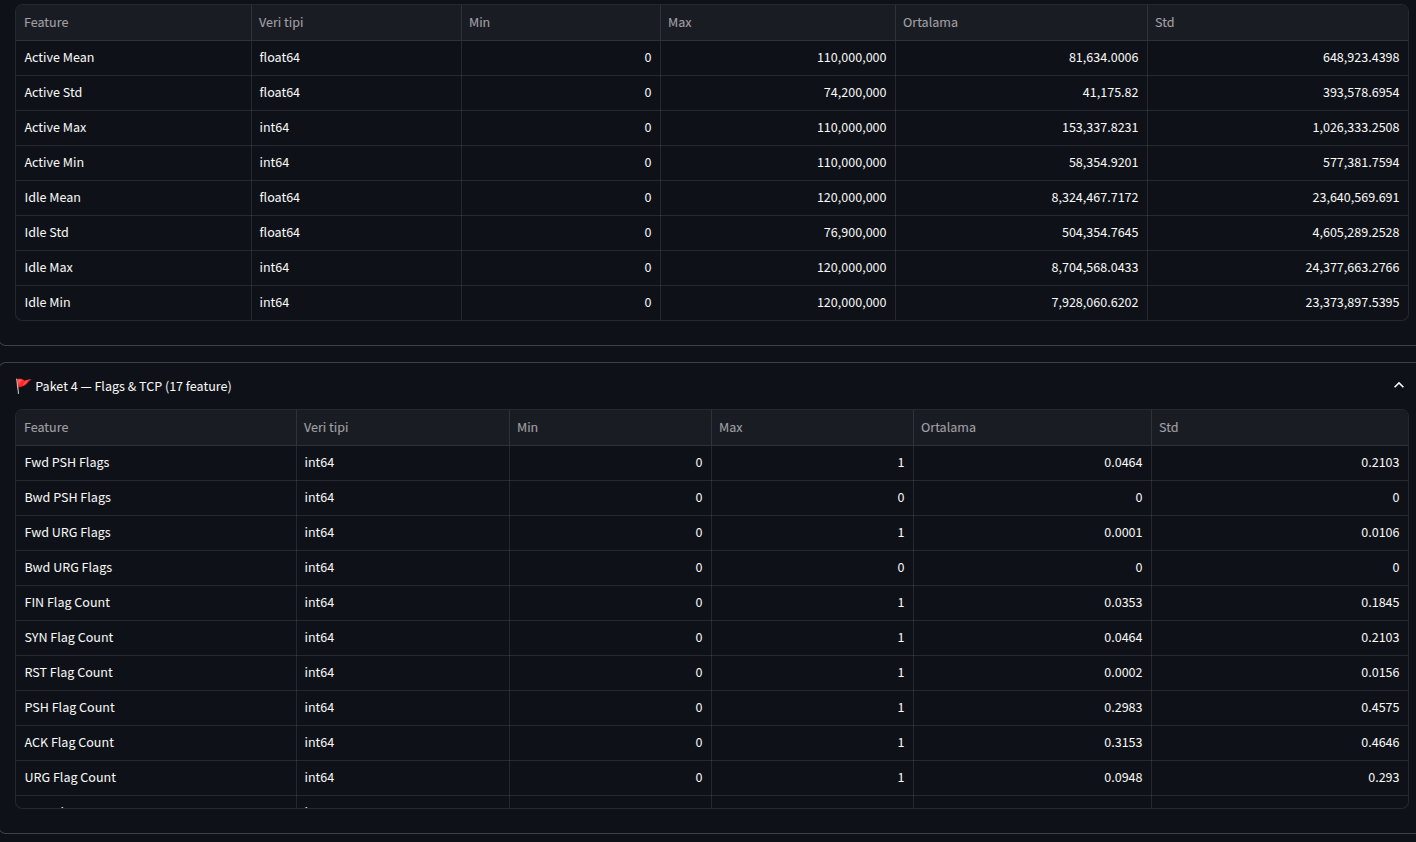 Feature Veri tipi Min Max Ortalama Std
Active Mean float64 0 110,000,000 81,634.0006 648,923.4398
Active Std float64 0 74,200,000 41,175.82 393,578.6954
Active Max int64 0 110,000,000 153,337.8231 1,026,333.2508
Active Min int64 0 110,000,000 58,354.9201 577,381.7594
Idle Mean float64 0 120,000,000 8,324,467.7172 23,640,569.691
Idle Std float64 0 76,900,000 504,354.7645 4,605,289.2528
Idle Max int64 0 120,000,000 8,704,568.0433 24,377,663.2766
Idle Min int64 0 120,000,000 7,928,060.6202 23,373,897.5395
🚩 Paket 4 — Flags & TCP (17 feature)
Feature Veri tipi Min Max Ortalama Std
Fwd PSH Flags int64 0 1 0.0464 0.2103
Bwd PSH Flags int64 0 0 0 0
Fwd URG Flags int64 0 1 0.0001 0.0106
Bwd URG Flags int64 0 0 0 0
FIN Flag Count int64 0 1 0.0353 0.1845
SYN Flag Count int64 0 1 0.0464 0.2103
RST Flag Count int64 0 1 0.0002 0.0156
PSH Flag Count int64 0 1 0.2983 0.4575
ACK Flag Count int64 0 1 0.3153 0.4646
URG Flag Count int64 0 1 0.0948 0.293